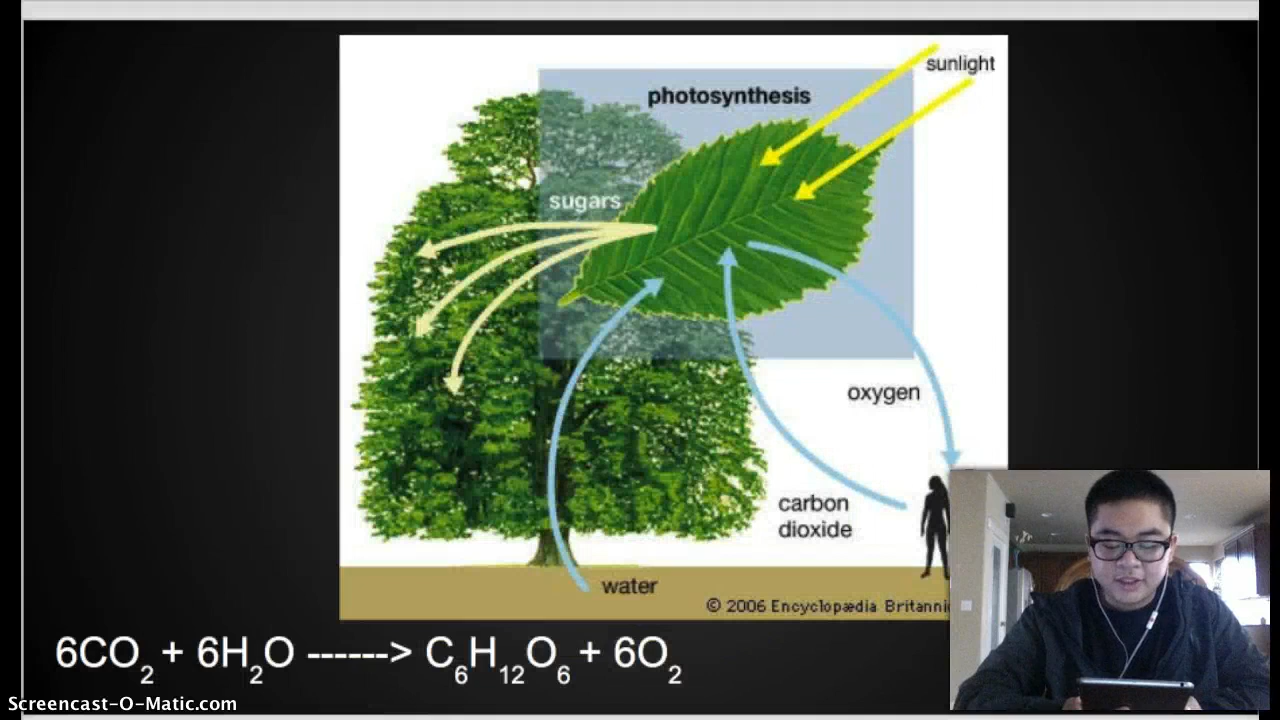 sunlight
photosynthesis
sugars
oxygen
carbon
dioxide
water
© 2006 Encyclopædia Britanni
6CO₂ + 6H₂O ------> C₆H₁₂O₆ + 6O₂
Screencast-O-Matic.com